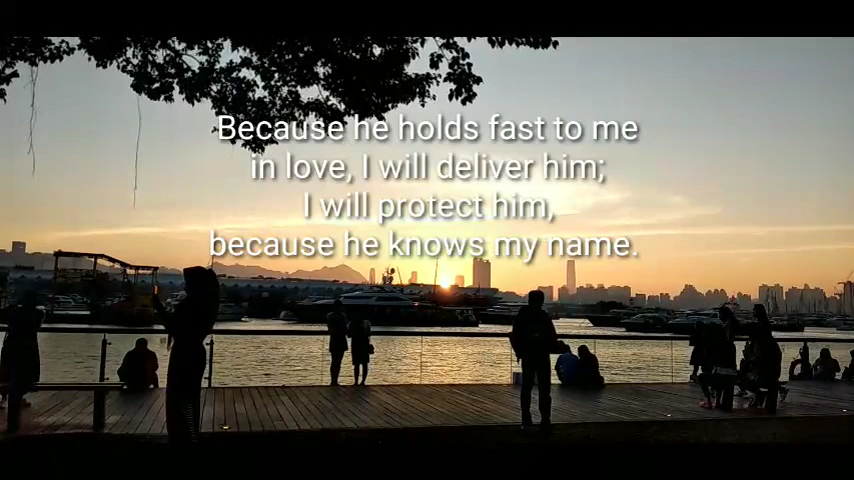 Because he holds fast to me
in love, I will deliver him;
I will protect him,
because he knows my name.